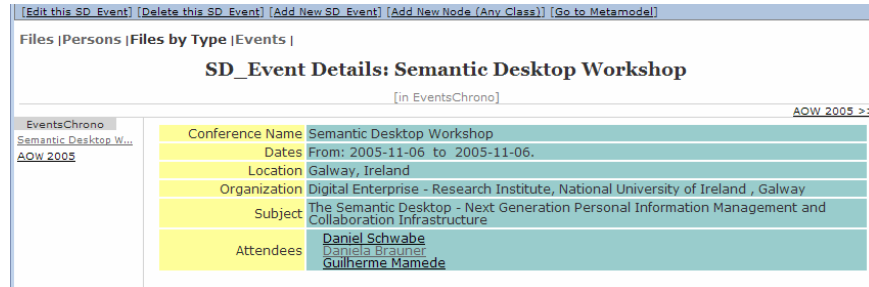 [Edit this SD_Event] [Delete this SD_Event] [Add New SD_Event] [Add New Node (Any Class)] [Go to Metamodel]
Files |Persons |Files by Type |Events |
SD_Event Details: Semantic Desktop Workshop
[in EventsChrono]
AOW 2005 >>
EventsChrono
Semantic Desktop W...
AOW 2005
Conference Name Semantic Desktop Workshop
Dates From: 2005-11-06 to 2005-11-06.
Location Galway, Ireland
Organization Digital Enterprise - Research Institute, National University of Ireland , Galway
Subject The Semantic Desktop - Next Generation Personal Information Management and
Collaboration Infrastructure
Attendees
Daniel Schwabe
Daniela Brauner
Guilherme Mamede